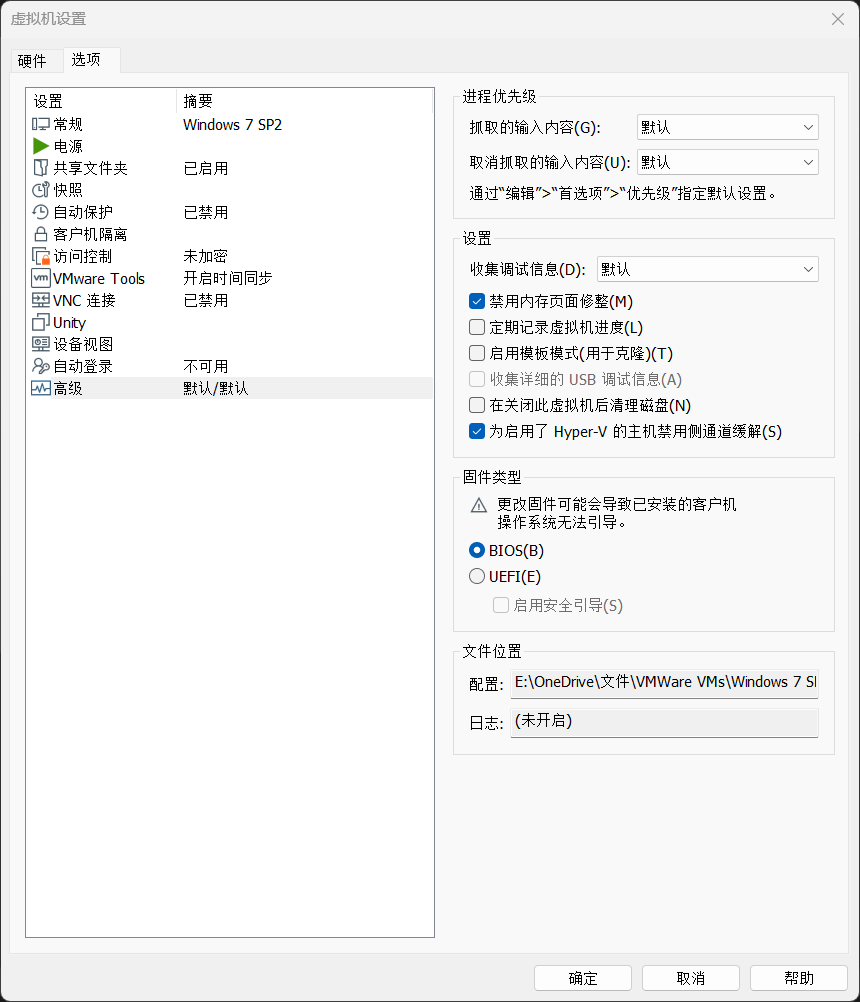 虚拟机设置
硬件 选项
设置 摘要
常规 Windows 7 SP2
电源
共享文件夹 已启用
快照
自动保护 已禁用
客户机隔离
访问控制 未加密
vm VMware Tools 开启时间同步
VNC 连接 已禁用
Unity
设备视图
自动登录 不可用
高级 默认/默认
进程优先级
抓取的输入内容(G): 默认
取消抓取的输入内容(U): 默认
通过“编辑”>“首选项”>“优先级”指定默认设置。
设置
收集调试信息(D): 默认
禁用内存页面修整(M)
定期记录虚拟机进度(L)
启用模板模式(用于克隆)(T)
收集详细的 USB 调试信息(A)
在关闭此虚拟机后清理磁盘(N)
为启用了 Hyper-V 的主机禁用侧通道缓解(S)
固件类型
更改固件可能会导致已安装的客户机
操作系统无法引导。
BIOS(B)
UEFI(E)
启用安全引导(S)
文件位置
配置: E:\OneDrive\文件\VMWare VMs\Windows 7 SI
日志: (未开启)
确定 取消 帮助